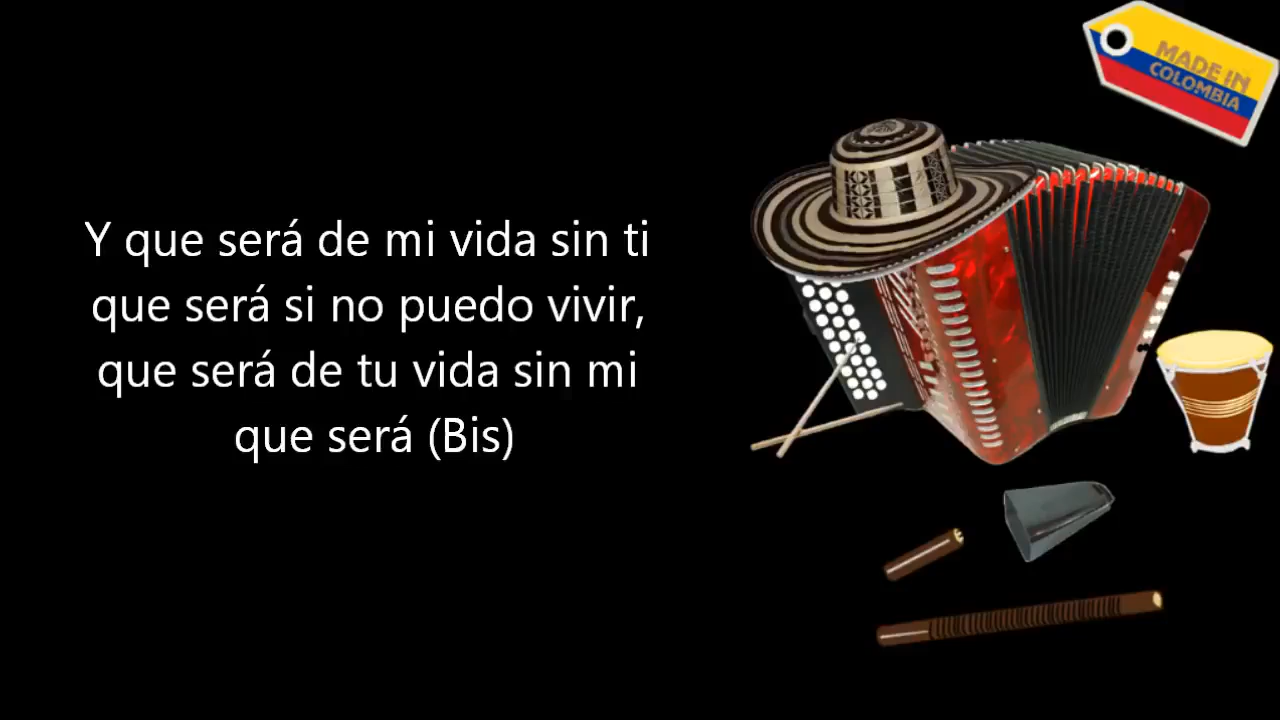 MADE IN
COLOMBIA
Y que será de mi vida sin ti
que será si no puedo vivir,
que será de tu vida sin mi
que será (Bis)